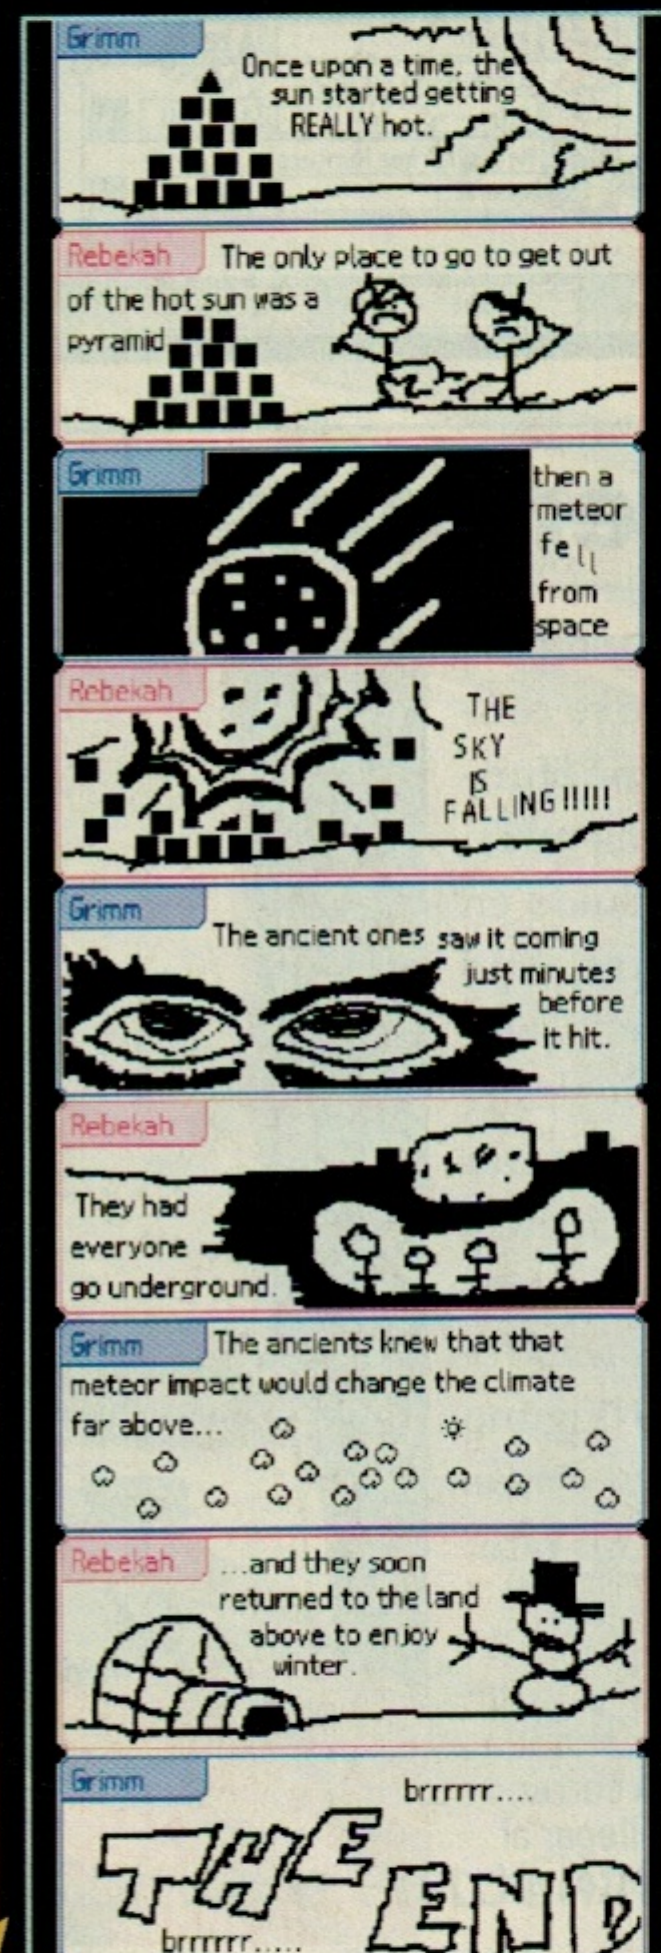 Grimm
Once upon a time, the
sun started getting
REALLY hot.
Rebekah
The only place to go to get out
of the hot sun was a
pyramid
Grimm
then a
meteor
fell
from
space
Rebekah
THE
SKY
IS
FALLING!!!!!
Grimm
The ancient ones saw it coming
just minutes
before
it hit.
Rebekah
They had
everyone
go underground.
Grimm
The ancients knew that that
meteor impact would change the climate
far above...
Rebekah
...and they soon
returned to the land
above to enjoy
winter.
Grimm
brrrrrr....
THE END
brrrrrr.....